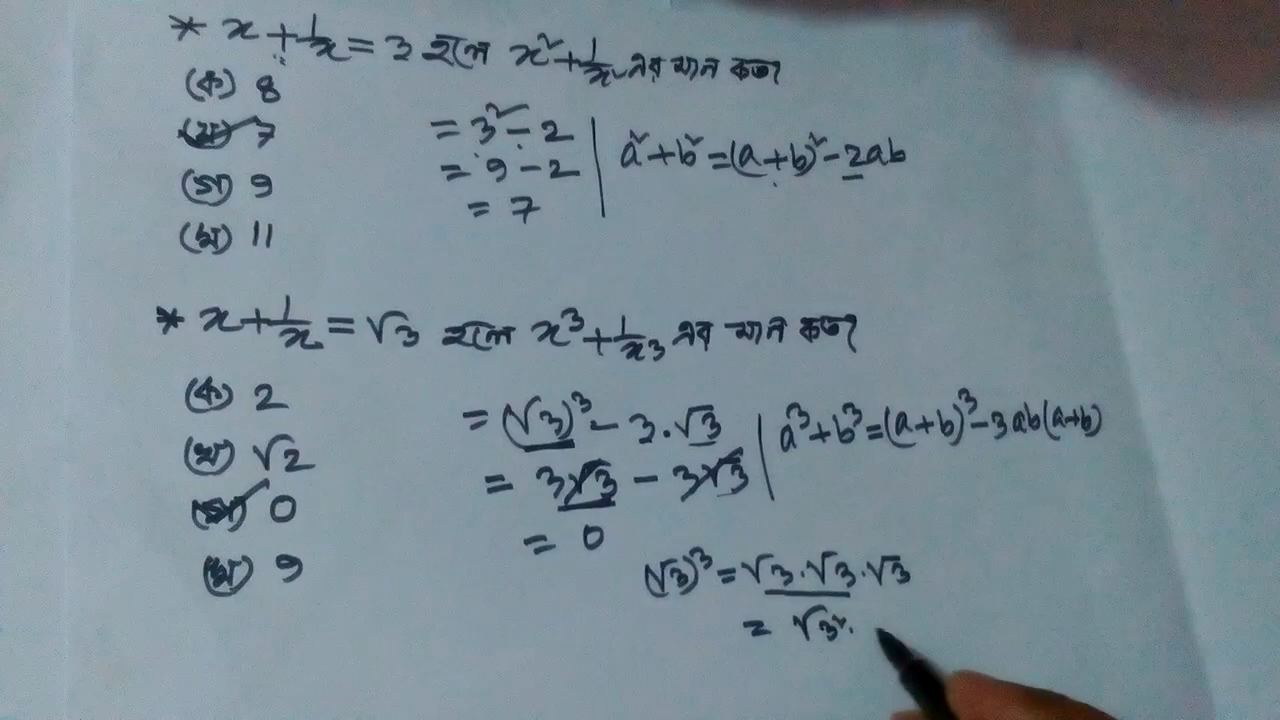 * x + 1/x = 3 হলে x² + 1/x² এর মান কত?
(ক) 8
(খ) 7
(গ) 9
(ঘ) 11
= 3² - 2
= 9 - 2
= 7
a² + b² = (a + b)² - 2ab
* x + 1/x = √3 হলে x³ + 1/x³ এর মান কত?
(ক) 2
(খ) √2
(গ) 0
(ঘ) 9
= (√3)³ - 3.√3
= 3√3 - 3√3
= 0
a³ + b³ = (a + b)³ - 3ab(a+b)
(√3)³ = √3.√3.√3
= √3².